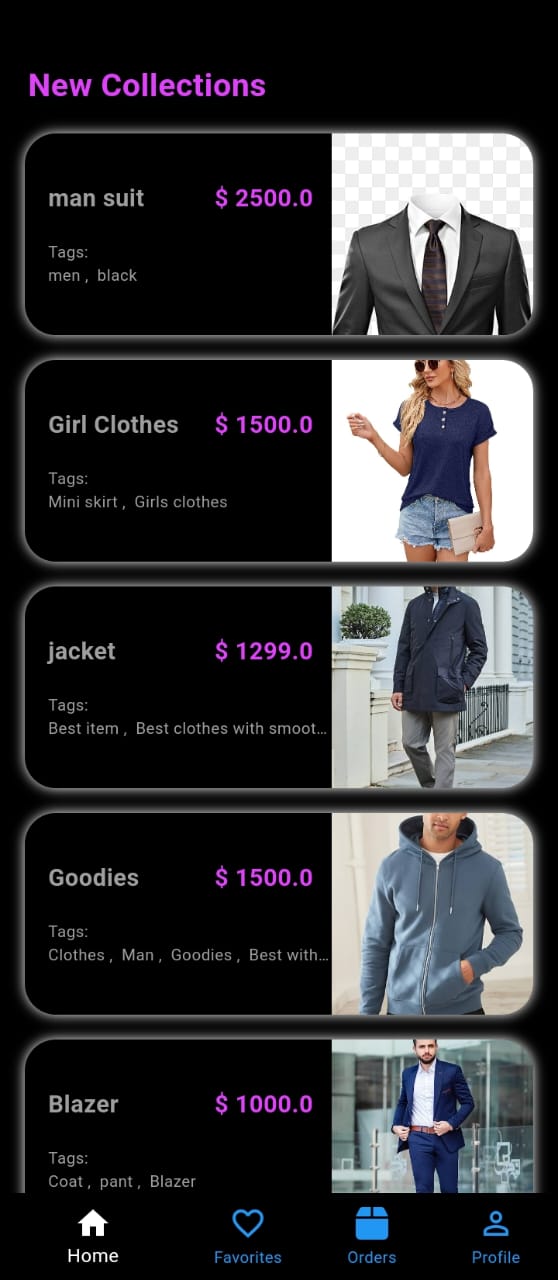 New Collections
man suit $ 2500.0
Tags:
men , black
Girl Clothes $ 1500.0
Tags:
Mini skirt , Girls clothes
jacket $ 1299.0
Tags:
Best item , Best clothes with smoot...
Goodies $ 1500.0
Tags:
Clothes , Man , Goodies , Best with...
Blazer $ 1000.0
Tags:
Coat , pant , Blazer
Home Favorites Orders Profile